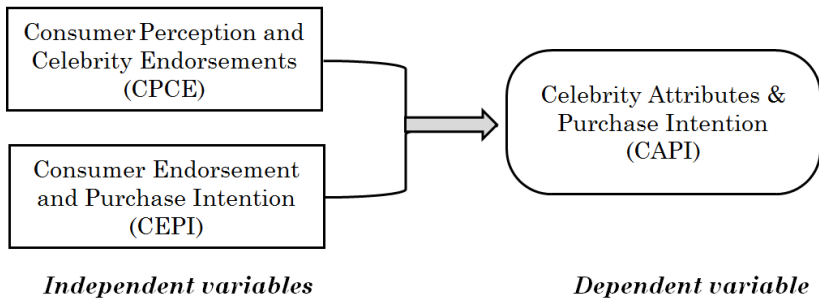 Consumer Perception and
Celebrity Endorsements
(CPCE)
Consumer Endorsement
and Purchase Intention
(CEPI)
Celebrity Attributes &
Purchase Intention
(CAPI)
Independent variables
Dependent variable